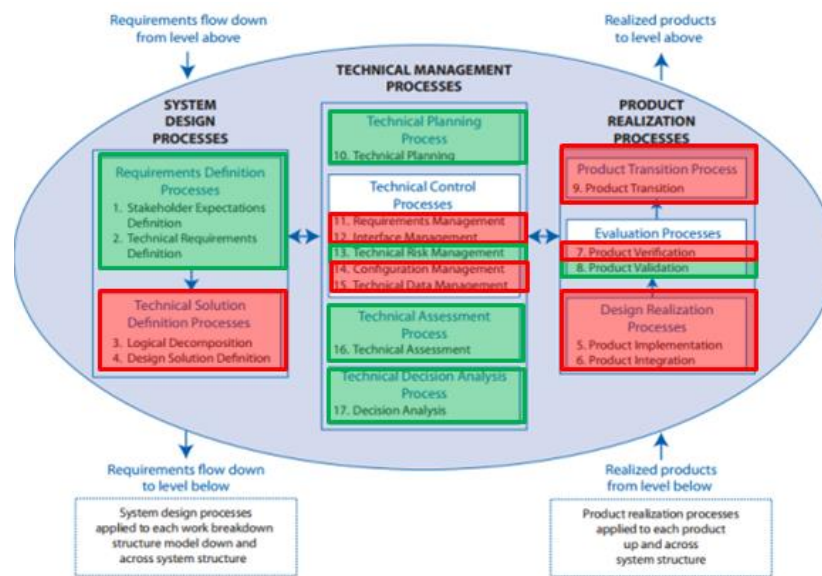 Requirements flow down
from level above
Realized products
to level above
TECHNICAL MANAGEMENT
PROCESSES
SYSTEM
DESIGN
PROCESSES
Requirements Definition
Processes
1. Stakeholder Expectations
Definition
2. Technical Requirements
Definition
Technical Solution
Definition Processes
3. Logical Decomposition
4. Design Solution Definition
Technical Planning
Process
10. Technical Planning
Technical Control
Processes
11. Requirements Management
12. Interface Management
13. Technical Risk Management
14. Configuration Management
15. Technical Data Management
Technical Assessment
Process
16. Technical Assessment
Technical Decision Analysis
Process
17. Decision Analysis
PRODUCT
REALIZATION
PROCESSES
Product Transition Process
9. Product Transition
Evaluation Processes
7. Product Verification
8. Product Validation
Design Realization
Processes
5. Product Implementation
6. Product Integration
Requirements flow down
to level below
Realized products
from level below
System design processes
applied to each work breakdown
structure model down and
across system structure
Product realization processes
applied to each product
up and across
system structure